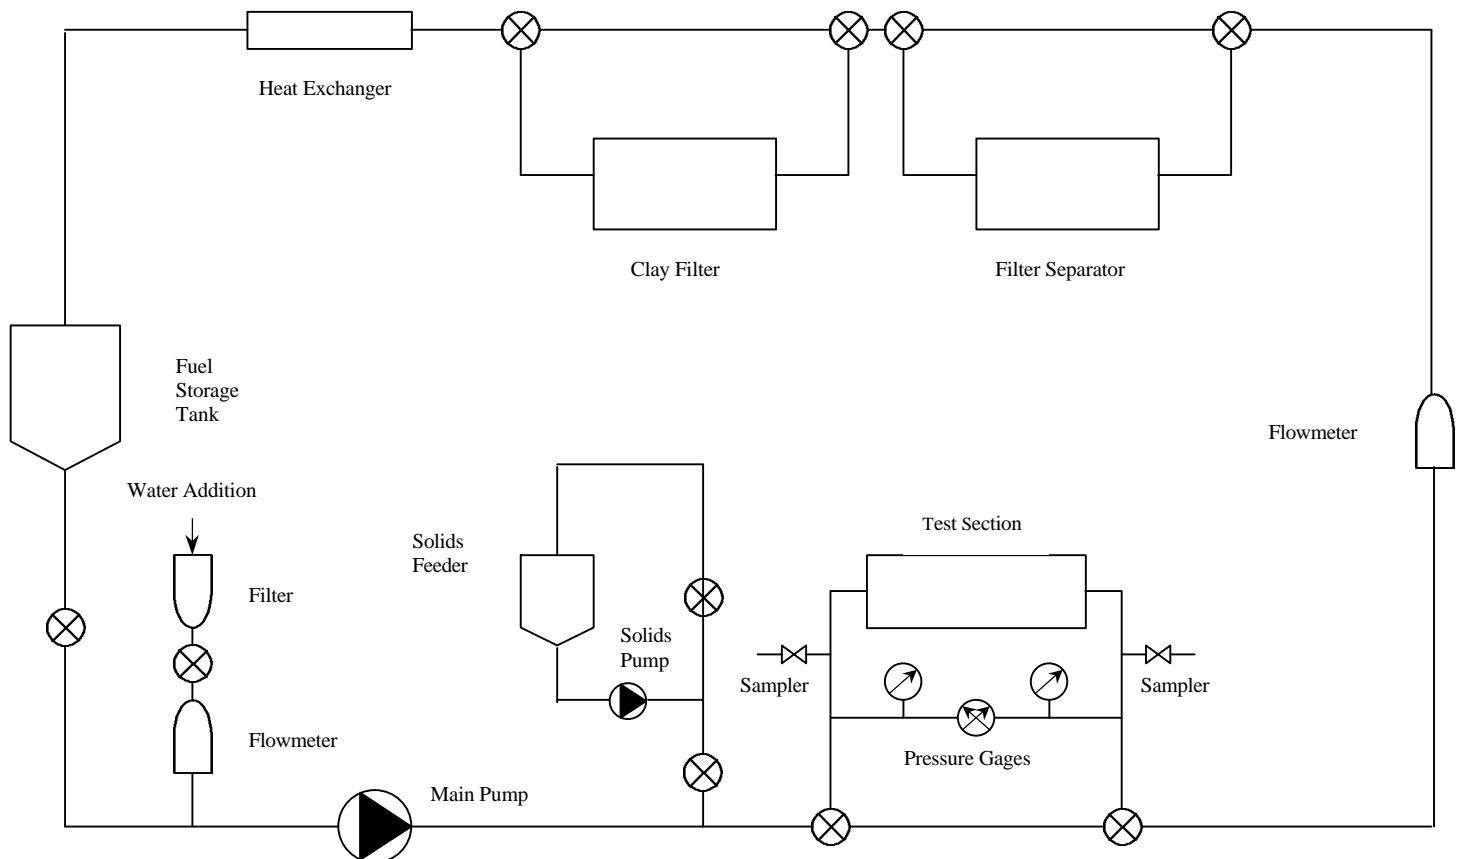 Heat Exchanger
Clay Filter
Filter Separator
Fuel
Storage
Tank
Flowmeter
Water Addition
Test Section
Solids
Feeder
Filter
Solids
Pump
Sampler
Sampler
Flowmeter
Pressure Gages
Main Pump